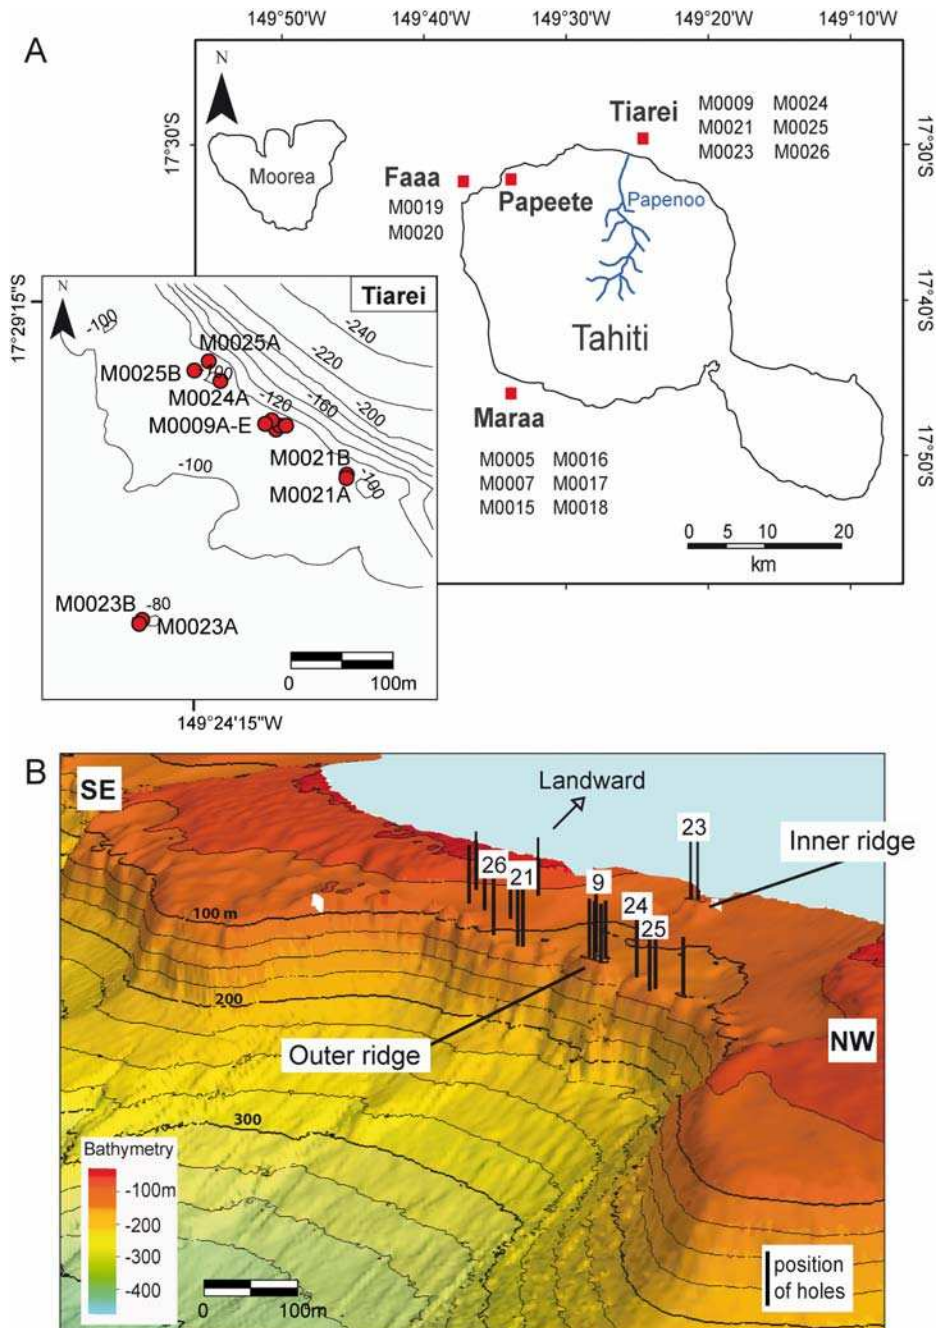 149°50'W 149°40'W 149°30'W 149°20'W 149°10'W
A
N
17°30'S
Moorea
Tiarei
M0009 M0024
M0021 M0025
M0023 M0026
17°30'S
Faaa
M0019
M0020
Papeete
Papenoo
17°40'S
Tahiti
Maraa
M0005 M0016
M0007 M0017
M0015 M0018
17°50'S
0 5 10 20
km
17°29'15"S
N
Tiarei
-100
-240
-220
-200
-160
-120
M0025A
M0025B
-100
M0024A
M0009A-E
-100
M0021B
M0021A
-100
M0023B
-80
M0023A
0 100m
149°24'15"W
B
SE
Landward
23
Inner ridge
26
21
9
24
25
100 m
200
Outer ridge
NW
300
Bathymetry
-100m
-200
-300
-400
0 100m
position
of holes